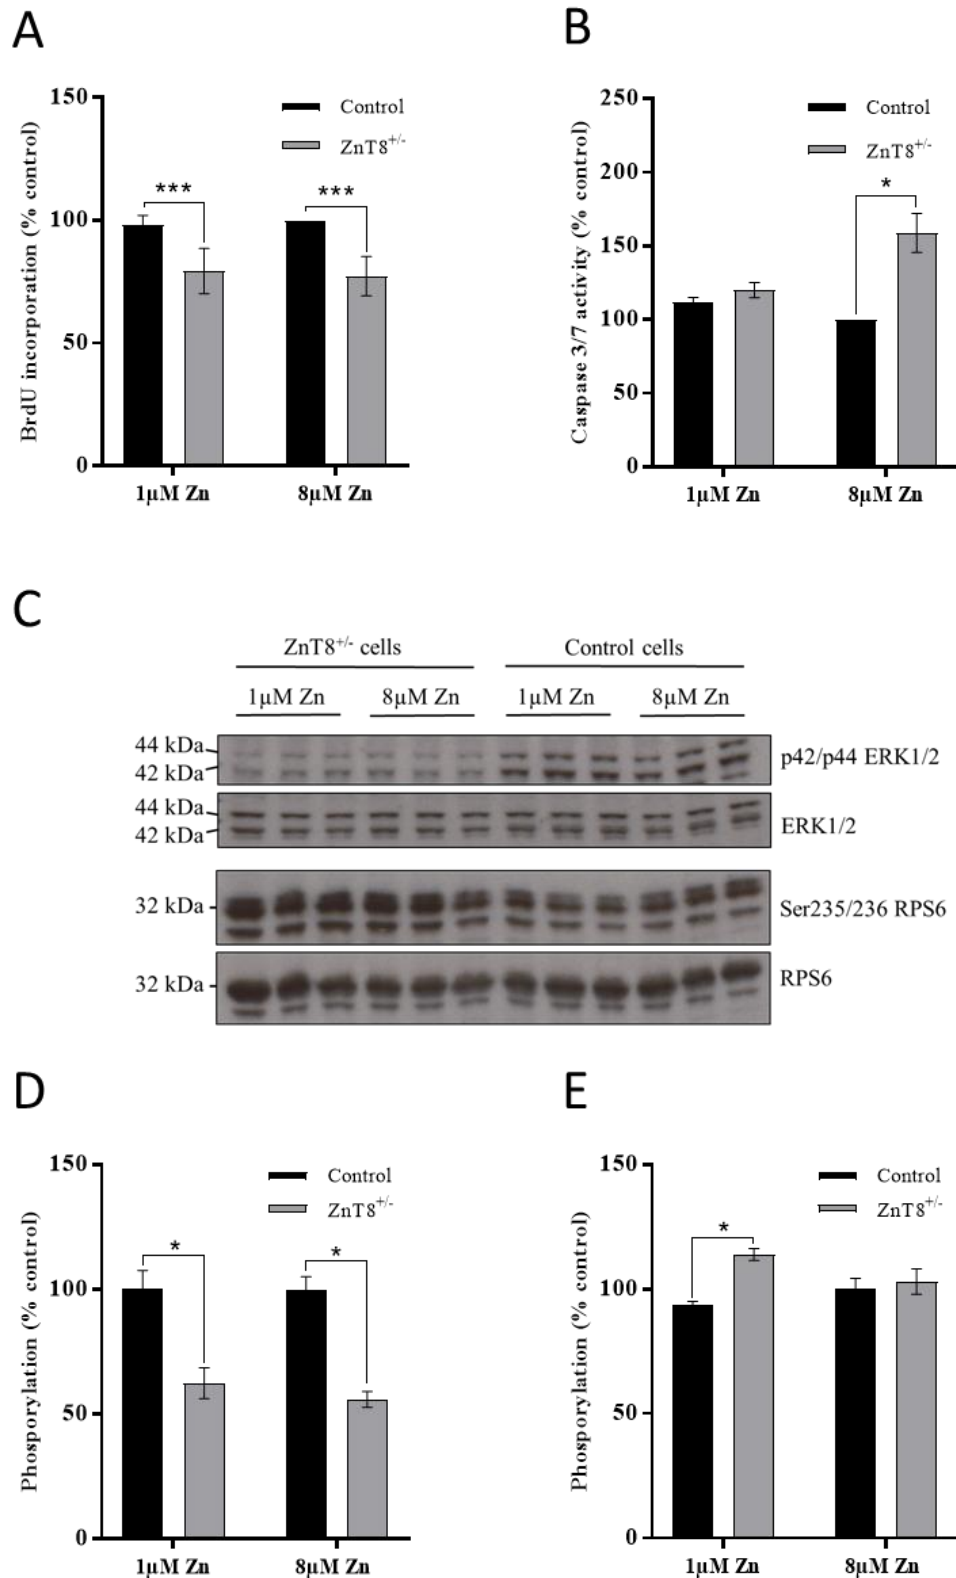 A
BrdU incorporation (% control)
150
100
50
0
Control
ZnT8+/-
***
***
1µM Zn
8µM Zn
B
Caspase 3/7 activity (% control)
250
200
150
100
50
0
Control
ZnT8+/-
*
1µM Zn
8µM Zn
C
ZnT8+/- cells
Control cells
1µM Zn
8µM Zn
1µM Zn
8µM Zn
44 kDa
42 kDa
p42/p44 ERK1/2
44 kDa
42 kDa
ERK1/2
32 kDa
Ser235/236 RPS6
32 kDa
RPS6
D
Phosporylation (% control)
150
100
50
0
Control
ZnT8+/-
*
*
1µM Zn
8µM Zn
E
Phosporylation (% control)
150
100
50
0
Control
ZnT8+/-
*
1µM Zn
8µM Zn